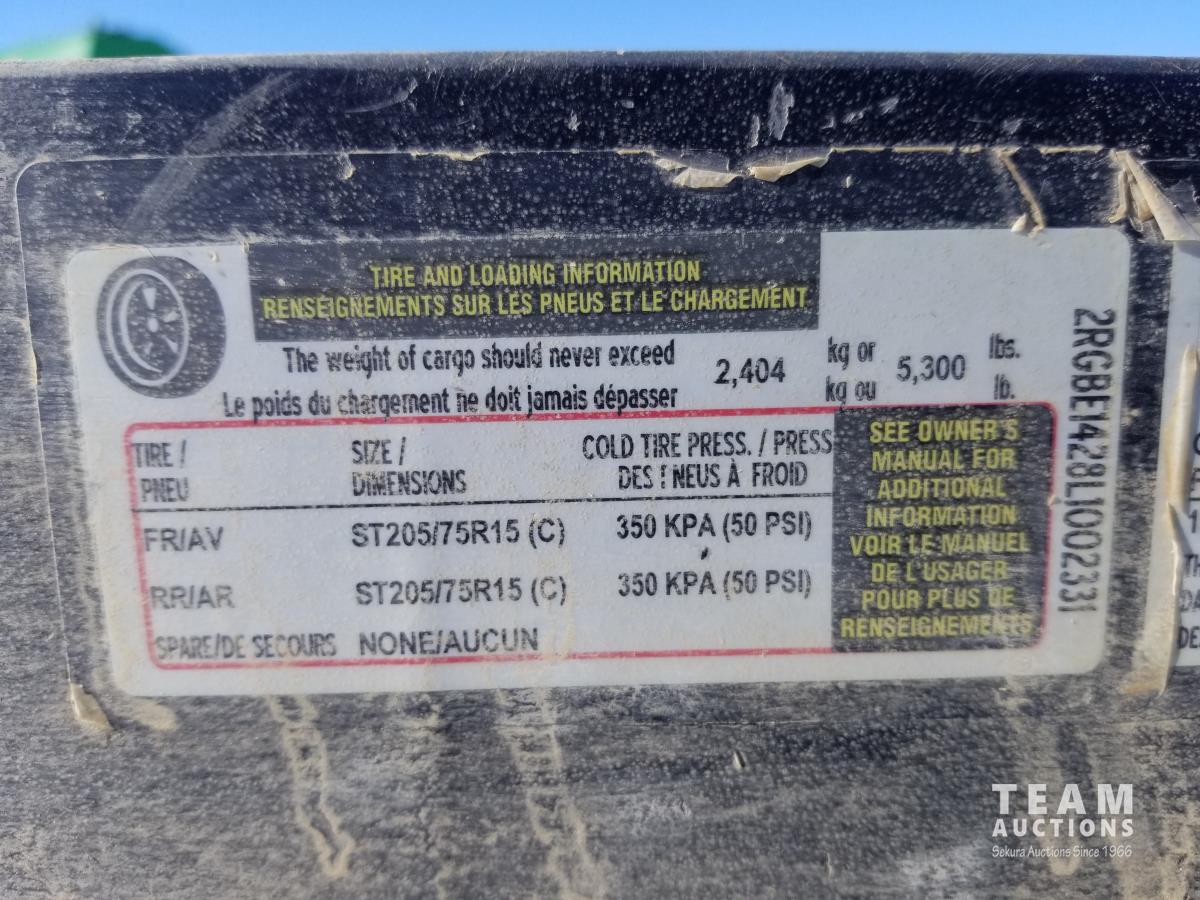 TIRE AND LOADING INFORMATION
RENSEIGNEMENTS SUR LES PNEUS ET LE CHARGEMENT
The weight of cargo should never exceed 2,404 kg or 5,300 lbs.
Le poids du chargement ne doit jamais dépasser kg ou lb.
TIRE / SIZE / COLD TIRE PRESS. / PRESS
PNEU DIMENSIONS DES NEUS À FROID
FR/AV ST205/75R15 (C) 350 KPA (50 PSI)
RR/AR ST205/75R15 (C) 350 KPA (50 PSI)
SPARE/DE SECOURS NONE/AUCUN
SEE OWNER'S
MANUAL FOR
ADDITIONAL
INFORMATION
VOIR LE MANUEL
DE L'USAGER
POUR PLUS DE
RENSEIGNEMENTS
2RGBE1428L1002331
TEAM
AUCTIONS
Sekura Auctions Since 1966